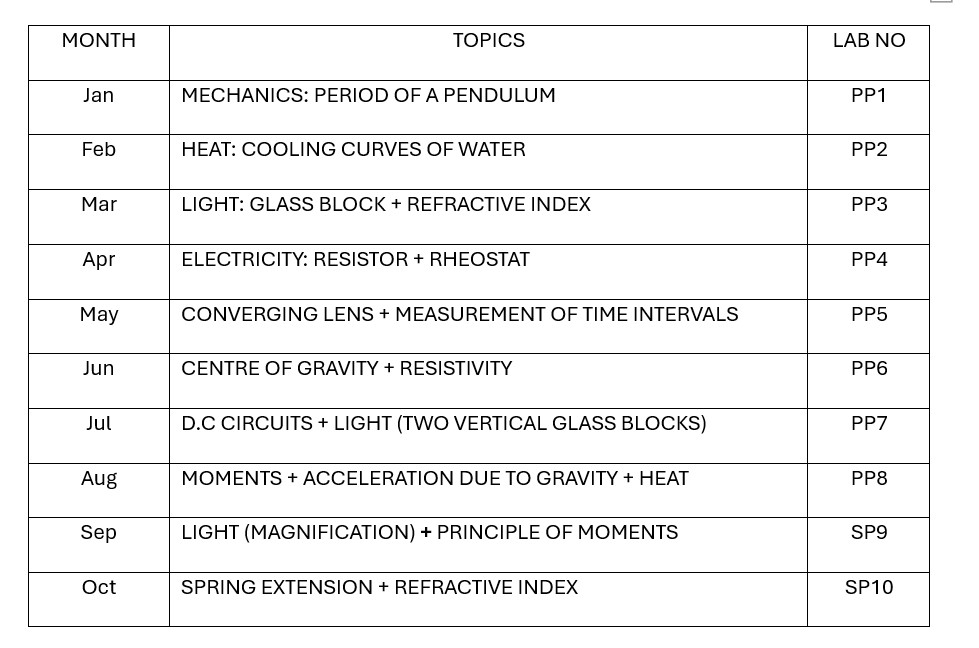 MONTH TOPICS LAB NO
Jan MECHANICS: PERIOD OF A PENDULUM PP1
Feb HEAT: COOLING CURVES OF WATER PP2
Mar LIGHT: GLASS BLOCK + REFRACTIVE INDEX PP3
Apr ELECTRICITY: RESISTOR + RHEOSTAT PP4
May CONVERGING LENS + MEASUREMENT OF TIME INTERVALS PP5
Jun CENTRE OF GRAVITY + RESISTIVITY PP6
Jul D.C CIRCUITS + LIGHT (TWO VERTICAL GLASS BLOCKS) PP7
Aug MOMENTS + ACCELERATION DUE TO GRAVITY + HEAT PP8
Sep LIGHT (MAGNIFICATION) + PRINCIPLE OF MOMENTS SP9
Oct SPRING EXTENSION + REFRACTIVE INDEX SP10